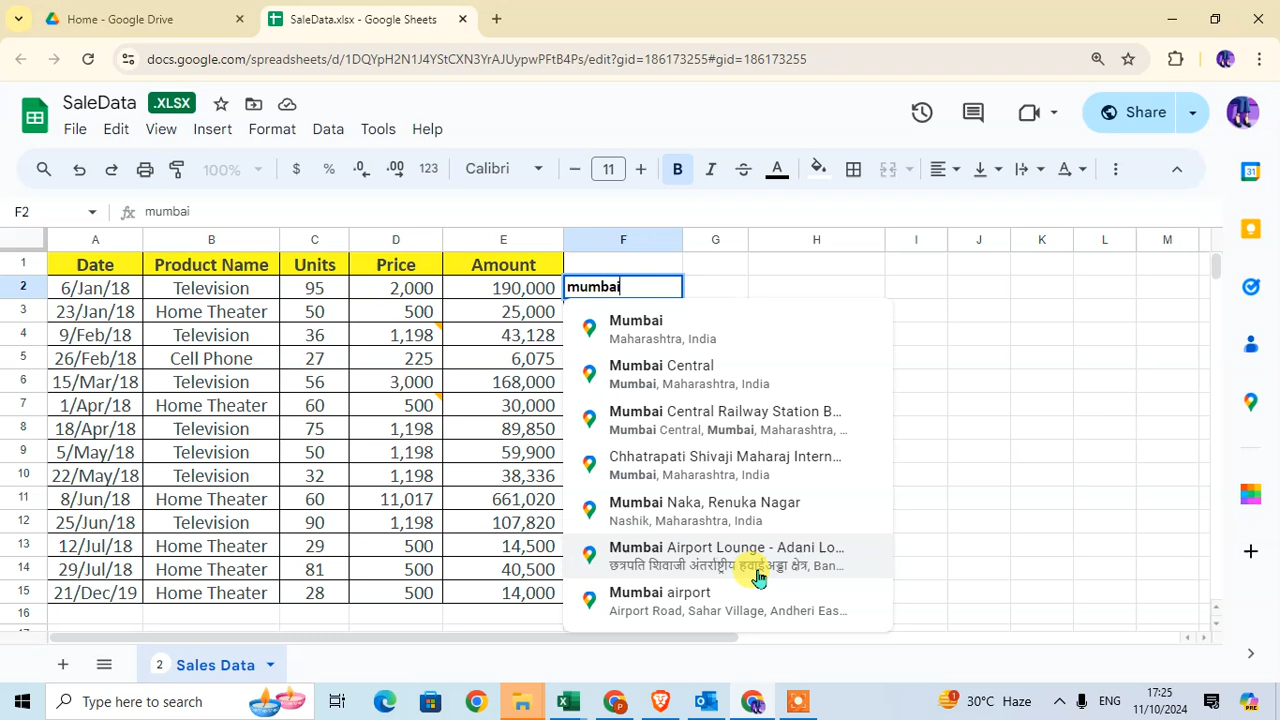 Home - Google Drive
SaleData.xlsx - Google Sheets
docs.google.com/spreadsheets/d/1DQYpH2N1J4YStCXN3YrAJUypwPFtB4Ps/edit?gid=186173255#gid=186173255
SaleData .XLSX
File Edit View Insert Format Data Tools Help
Share
100% $ % .0 .00 123 Calibri 11 B I A
F2 fx mumbai
A B C D E F G H I J K L M
1 Date Product Name Units Price Amount
2 6/Jan/18 Television 95 2,000 190,000 mumbai
3 23/Jan/18 Home Theater 50 500 25,000
4 9/Feb/18 Television 36 1,198 43,128
5 26/Feb/18 Cell Phone 27 225 6,075
6 15/Mar/18 Television 56 3,000 168,000
7 1/Apr/18 Home Theater 60 500 30,000
8 18/Apr/18 Television 75 1,198 89,850
9 5/May/18 Television 50 1,198 59,900
10 22/May/18 Television 32 1,198 38,336
11 8/Jun/18 Home Theater 60 11,017 661,020
12 25/Jun/18 Television 90 1,198 107,820
13 12/Jul/18 Home Theater 29 500 14,500
14 29/Jul/18 Home Theater 81 500 40,500
15 21/Dec/19 Home Theater 28 500 14,000
16
Mumbai
Maharashtra, India
Mumbai Central
Mumbai, Maharashtra, India
Mumbai Central Railway Station B...
Mumbai Central, Mumbai, Maharashtra, ...
Chhatrapati Shivaji Maharaj Intern...
Mumbai, Maharashtra, India
Mumbai Naka, Renuka Nagar
Nashik, Maharashtra, India
Mumbai Airport Lounge - Adani Lo...
छत्रपति शिवाजी अंतर्राष्ट्रीय हवाईअड्डा क्षेत्र, Ban...
Mumbai airport
Airport Road, Sahar Village, Andheri Eas...
31
2 Sales Data
Type here to search
30°C Haze
ENG
17:25
11/10/2024